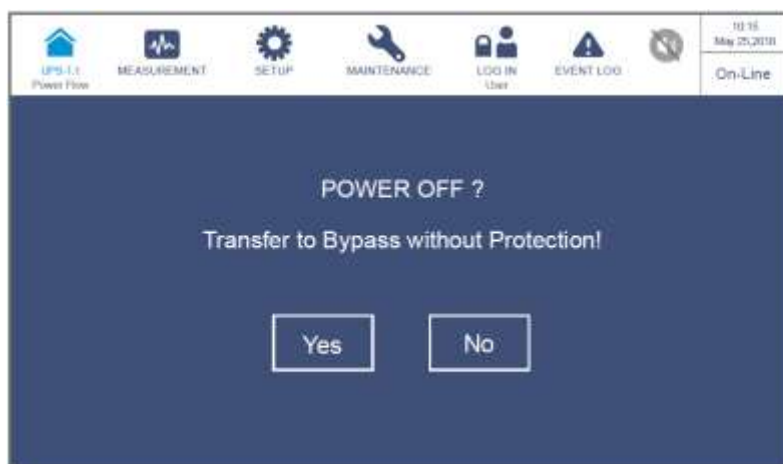 10:15
May 25,2018
UPS-1.1
Power Flow
MEASUREMENT
SETUP
MAINTENANCE
LOG IN
User
EVENT LOG
On-Line
POWER OFF ?
Transfer to Bypass without Protection!
Yes
No